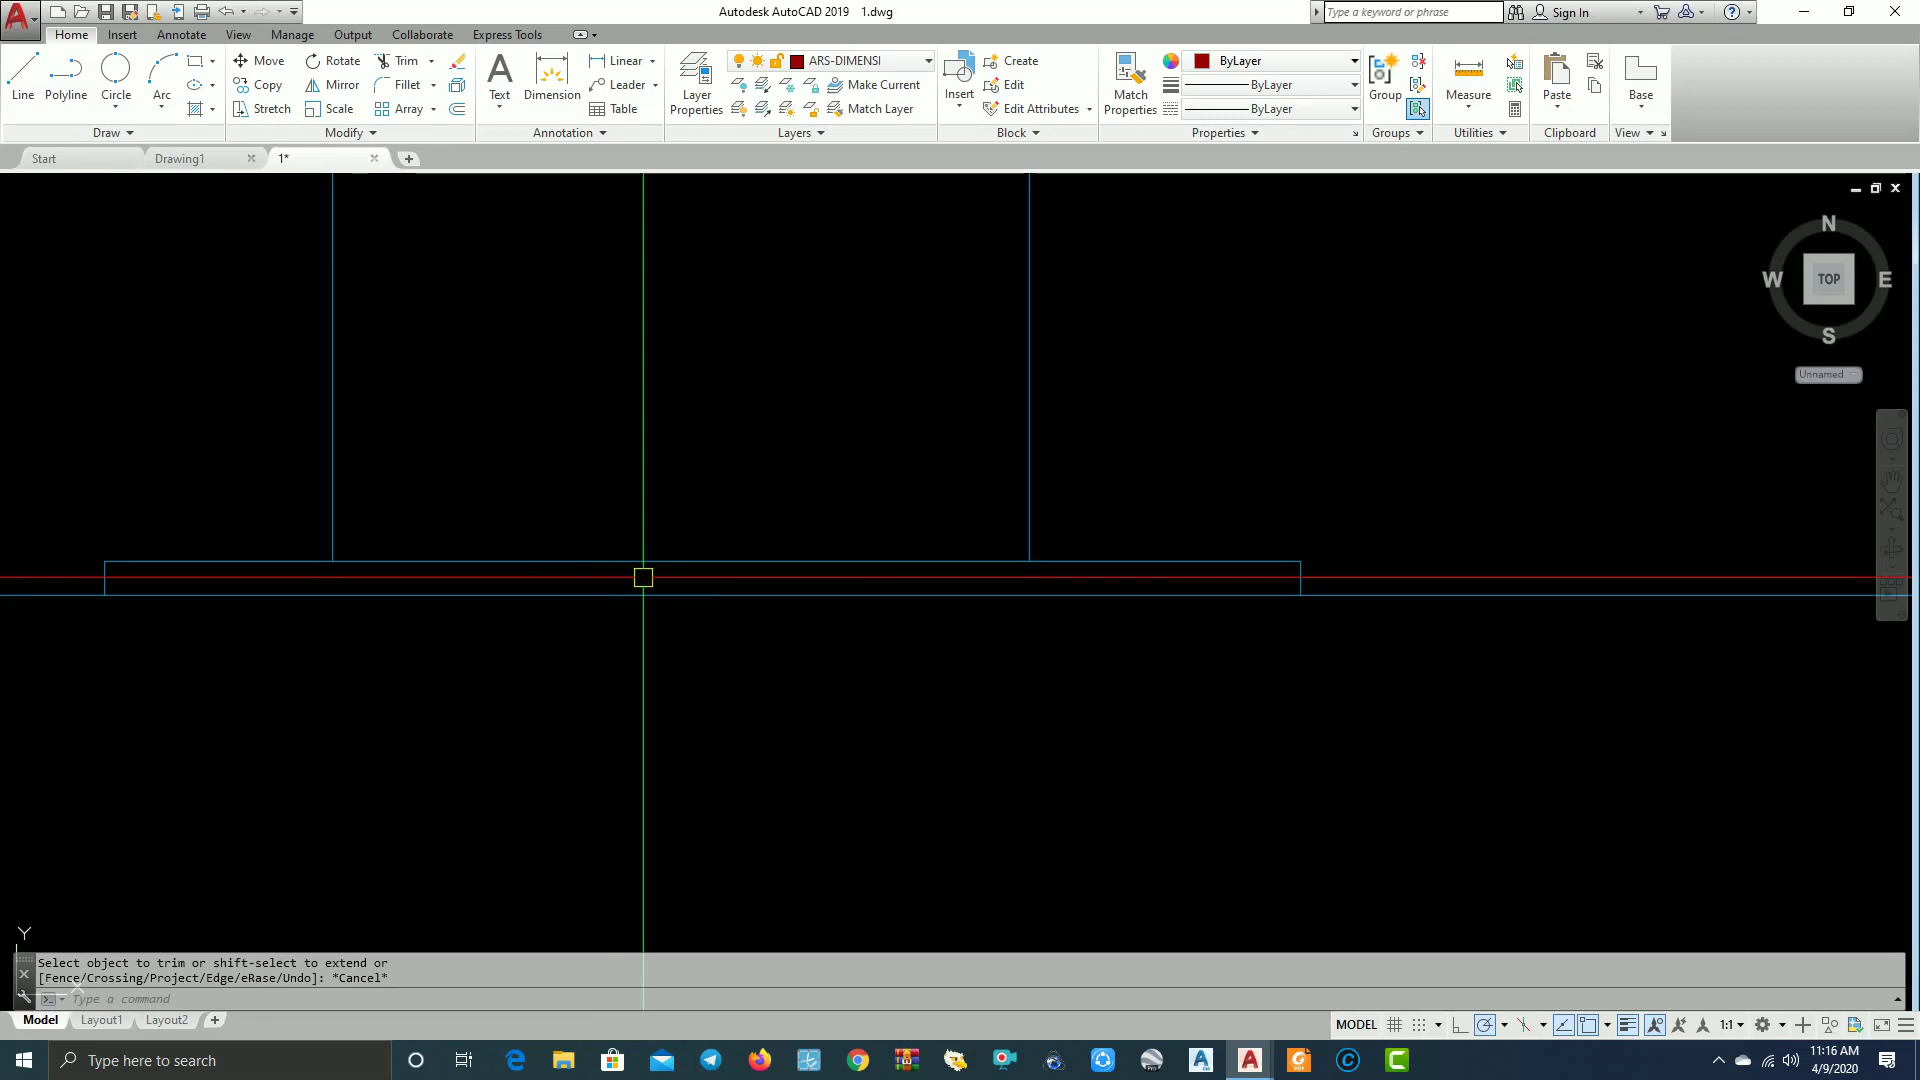 Autodesk AutoCAD 2019 1.dwg
Type a keyword or phrase
Sign In
Home Insert Annotate View Manage Output Collaborate Express Tools
Line Polyline Circle Arc
Move Rotate Trim
Copy Mirror Fillet
Stretch Scale Array
Text Dimension
Linear
Leader
Table
Layer Properties
ARS-DIMENSI
Make Current
Match Layer
Insert
Create
Edit
Edit Attributes
Match Properties
ByLayer
ByLayer
ByLayer
Group
Measure
Paste
Base
Draw Modify Annotation Layers Block Properties Groups Utilities Clipboard View
Start Drawing1 1*
N
W TOP E
S
Unnamed
Y
X
Select object to trim or shift-select to extend or
[Fence/Crossing/Project/Edge/eRase/Undo]: *Cancel*
Type a command
Model Layout1 Layout2
MODEL 1:1
Type here to search
11:16 AM
4/9/2020